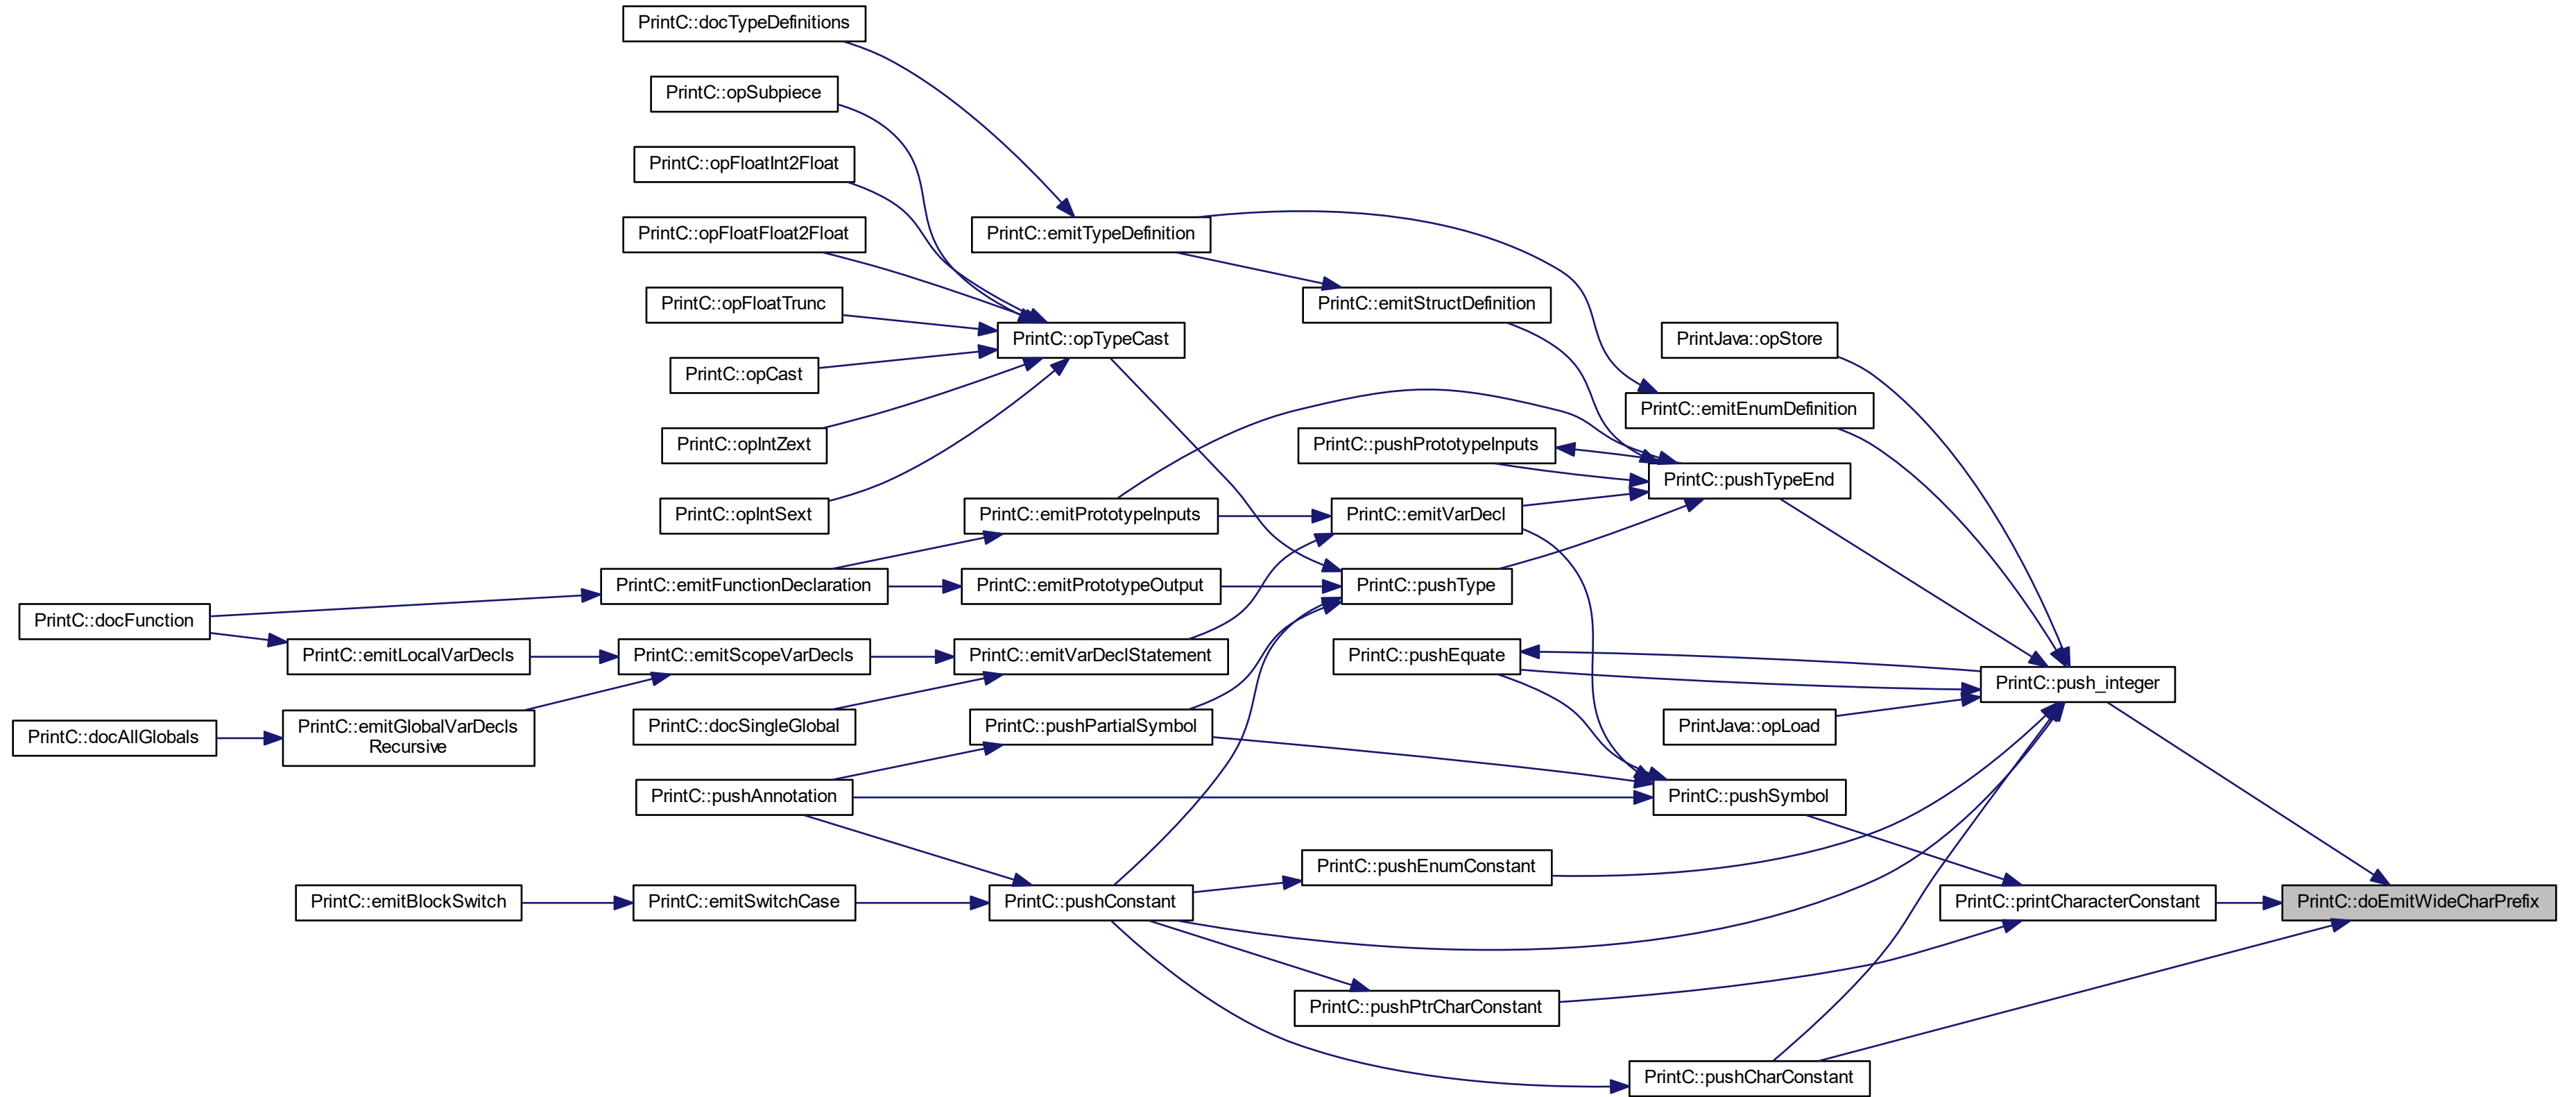 PrintC::docTypeDefinitions
PrintC::opSubpiece
PrintC::opFloatInt2Float
PrintC::opFloatFloat2Float
PrintC::emitTypeDefinition
PrintC::opFloatTrunc
PrintC::emitStructDefinition
PrintC::opTypeCast
PrintJava::opStore
PrintC::opCast
PrintC::emitEnumDefinition
PrintC::opIntZext
PrintC::pushPrototypeInputs
PrintC::pushTypeEnd
PrintC::opIntSext
PrintC::emitPrototypeInputs
PrintC::emitVarDecl
PrintC::emitFunctionDeclaration
PrintC::emitPrototypeOutput
PrintC::pushType
PrintC::docFunction
PrintC::emitLocalVarDecls
PrintC::emitScopeVarDecls
PrintC::emitVarDeclStatement
PrintC::pushEquate
PrintC::push_integer
PrintC::docAllGlobals
PrintC::emitGlobalVarDecls
Recursive
PrintC::docSingleGlobal
PrintC::pushPartialSymbol
PrintJava::opLoad
PrintC::pushAnnotation
PrintC::pushSymbol
PrintC::pushEnumConstant
PrintC::emitBlockSwitch
PrintC::emitSwitchCase
PrintC::pushConstant
PrintC::printCharacterConstant
PrintC::doEmitWideCharPrefix
PrintC::pushPtrCharConstant
PrintC::pushCharConstant